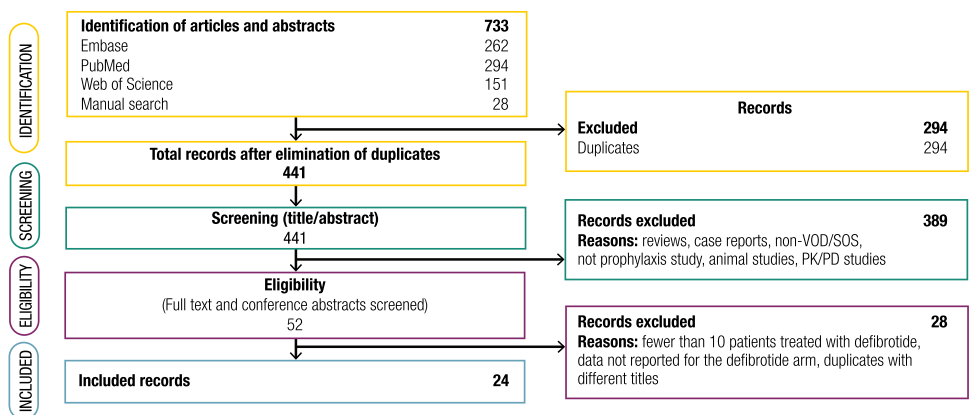 IDENTIFICATION
Identification of articles and abstracts 733
Embase 262
PubMed 294
Web of Science 151
Manual search 28
Records
Excluded 294
Duplicates 294
Total records after elimination of duplicates
441
SCREENING
Screening (title/abstract)
441
Records excluded 389
Reasons: reviews, case reports, non-VOD/SOS,
not prophylaxis study, animal studies, PK/PD studies
ELIGIBILITY
Eligibility
(Full text and conference abstracts screened)
52
Records excluded 28
Reasons: fewer than 10 patients treated with defibrotide,
data not reported for the defibrotide arm, duplicates with
different titles
INCLUDED
Included records 24